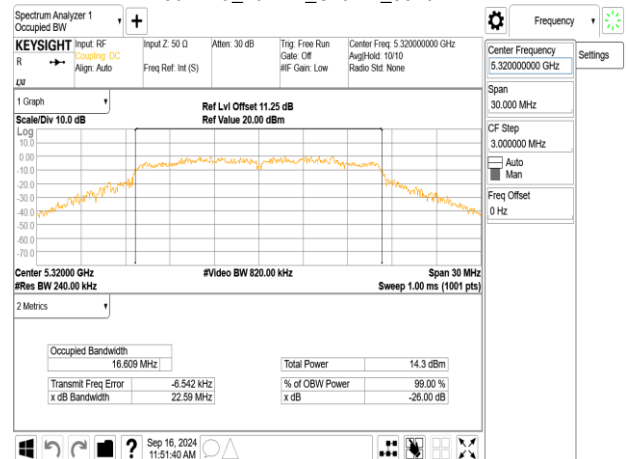 Spectrum Analyzer 1
Occupied BW
Frequency
KEYSIGHT
R
LXI
Input: RF
Coupling: DC
Align: Auto
Input Z: 50 Ω
Freq Ref: Int (S)
Atten: 30 dB
Trig: Free Run
Gate: Off
#IF Gain: Low
Center Freq: 5.320000000 GHz
Avg|Hold: 10/10
Radio Std: None
Center Frequency
5.320000000 GHz
Settings
Span
30.000 MHz
CF Step
3.000000 MHz
Auto
Man
Freq Offset
0 Hz
1 Graph
Scale/Div 10.0 dB
Ref Lvl Offset 11.25 dB
Ref Value 20.00 dBm
Log
10.0
0.00
-10.0
-20.0
-30.0
-40.0
-50.0
-60.0
-70.0
Center 5.32000 GHz
#Video BW 820.00 kHz
Span 30 MHz
#Res BW 240.00 kHz
Sweep 1.00 ms (1001 pts)
2 Metrics
Occupied Bandwidth
16.609 MHz
Total Power 14.3 dBm
Transmit Freq Error -6.542 kHz
% of OBW Power 99.00 %
x dB Bandwidth 22.59 MHz
x dB -26.00 dB
?
Sep 16, 2024
11:51:40 AM